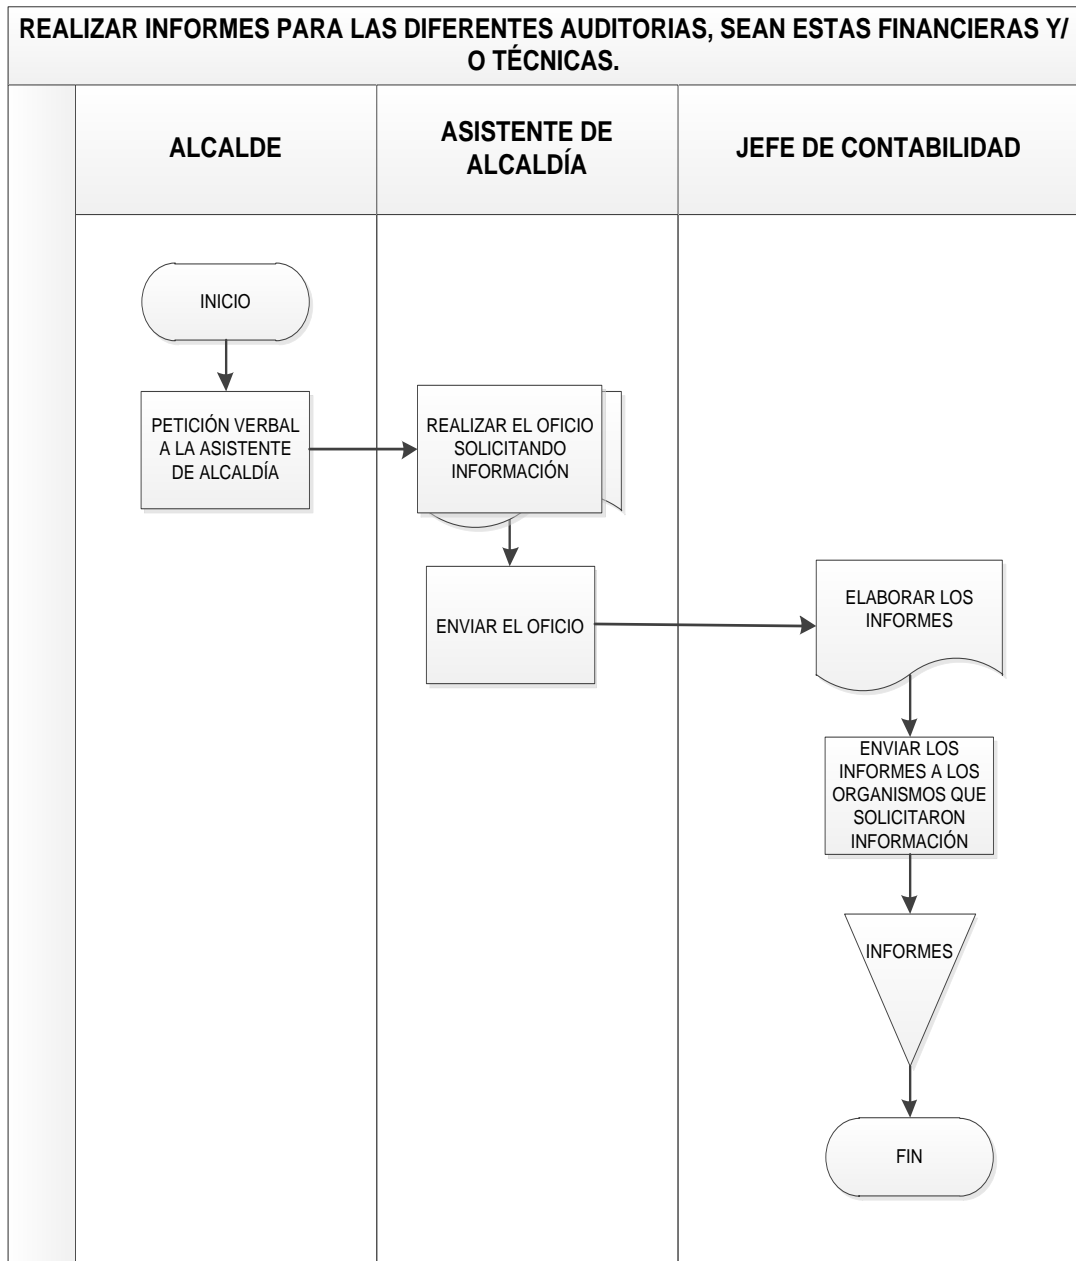 REALIZAR INFORMES PARA LAS DIFERENTES AUDITORIAS, SEAN ESTAS FINANCIERAS Y/
O TÉCNICAS.
ALCALDE
ASISTENTE DE
ALCALDÍA
JEFE DE CONTABILIDAD
INICIO
PETICIÓN VERBAL
A LA ASISTENTE
DE ALCALDÍA
REALIZAR EL OFICIO
SOLICITANDO
INFORMACIÓN
ENVIAR EL OFICIO
ELABORAR LOS
INFORMES
ENVIAR LOS
INFORMES A LOS
ORGANISMOS QUE
SOLICITARON
INFORMACIÓN
INFORMES
FIN